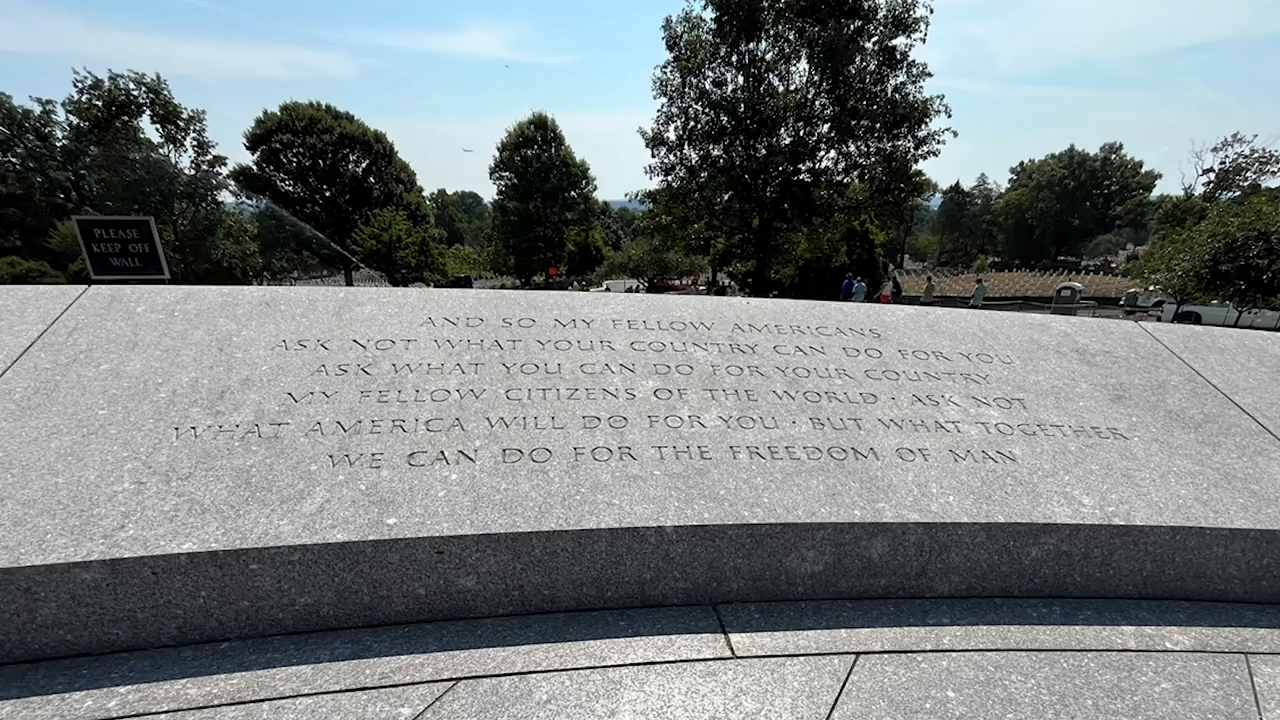 PLEASE
KEEP OFF
WALL
AND SO MY FELLOW AMERICANS
ASK NOT WHAT YOUR COUNTRY CAN DO FOR YOU
ASK WHAT YOU CAN DO FOR YOUR COUNTRY
MY FELLOW CITIZENS OF THE WORLD · ASK NOT
WHAT AMERICA WILL DO FOR YOU · BUT WHAT TOGETHER
WE CAN DO FOR THE FREEDOM OF MAN